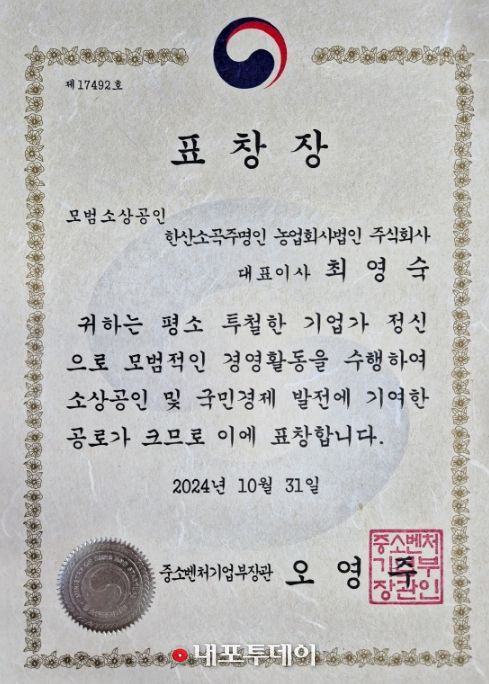 제17492호
표창장
모범소상공인
한산소곡주명인 농업회사법인 주식회사
대표이사 최영숙
귀하는 평소 투철한 기업가 정신
으로 모범적인 경영활동을 수행하여
소상공인 및 국민경제 발전에 기여한
공로가 크므로 이에 표창합니다.
2024년 10월 31일
중소벤처기업부장관 오영주
중소벤처
기업부
장관인
내포투데이